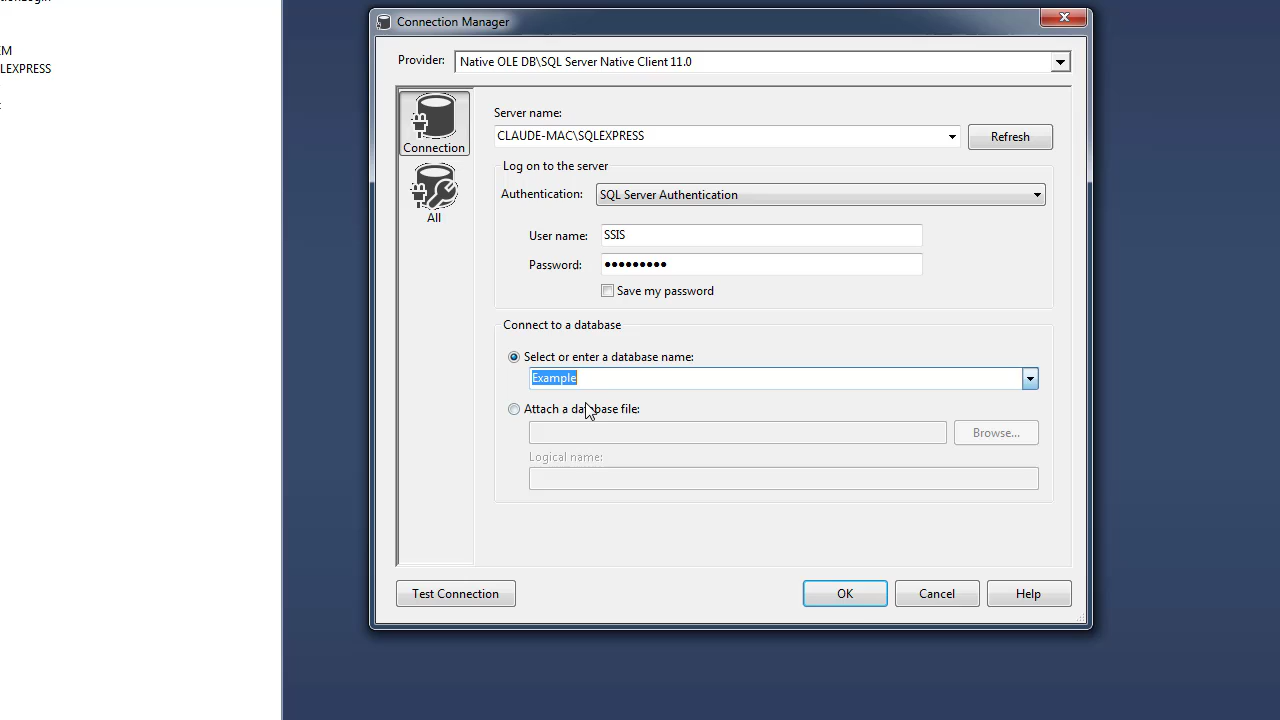 Connection Manager
EM
LEXPRESS
Provider:
Native OLE DB\SQL Server Native Client 11.0
Connection
All
Server name:
CLAUDE-MAC\SQLEXPRESS
Refresh
Log on to the server
Authentication:
SQL Server Authentication
User name:
SSIS
Password:
●●●●●●●●●
Save my password
Connect to a database
Select or enter a database name:
Example
Attach a database file:
Browse...
Logical name:
Test Connection
OK
Cancel
Help